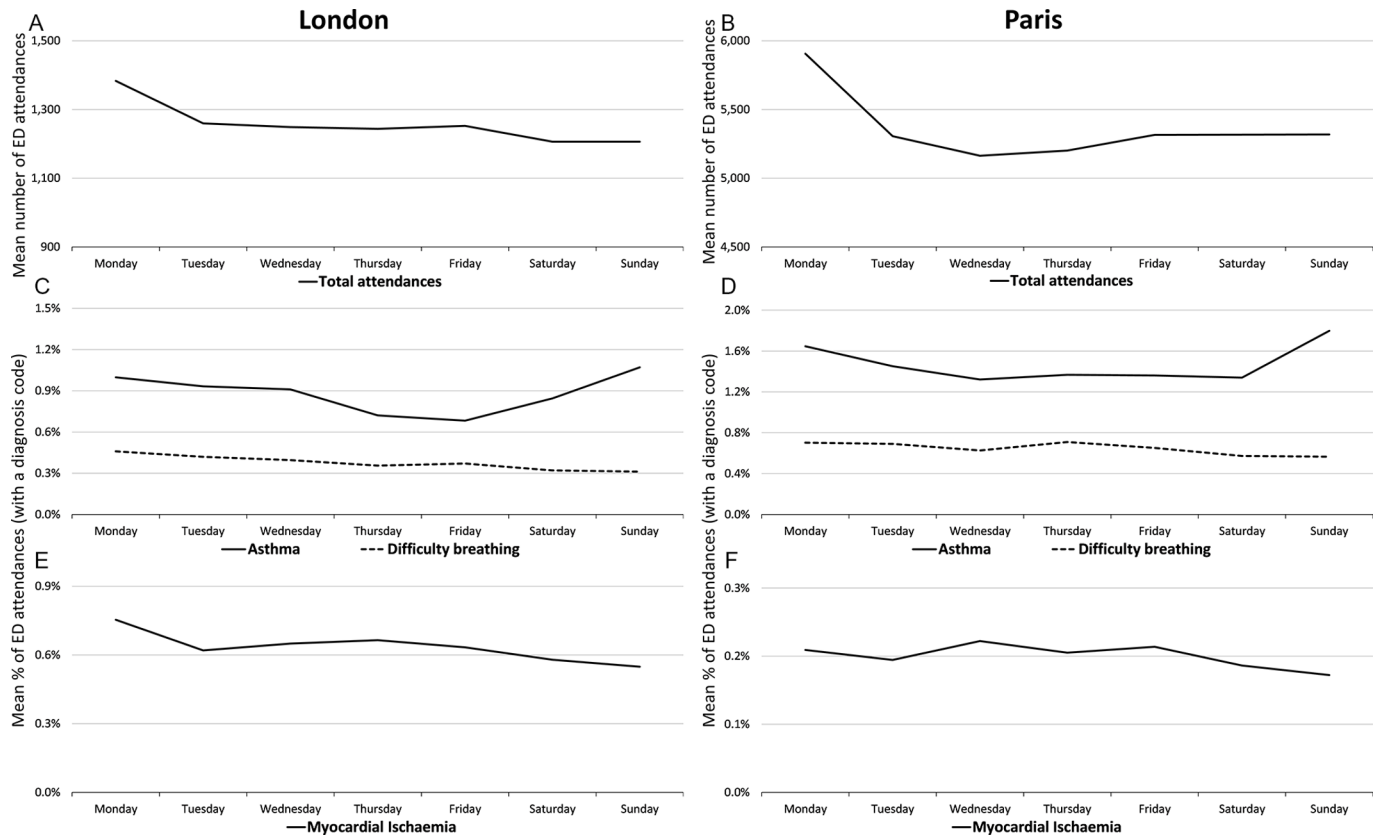 A
London
Mean number of ED attendances
1,500
1,300
1,100
900
Monday Tuesday Wednesday Thursday Friday Saturday Sunday
Total attendances
B
Paris
Mean number of ED attendances
6,000
5,500
5,000
4,500
Monday Tuesday Wednesday Thursday Friday Saturday Sunday
Total attendances
Mean % of ED attendances (with a diagnosis code)
C
1.5%
1.2%
0.9%
0.6%
0.3%
0.0%
Monday Tuesday Wednesday Thursday Friday Saturday Sunday
Asthma Difficulty breathing
Mean % of ED attendances (with a diagnosis code)
D
2.0%
1.6%
1.2%
0.8%
0.4%
0.0%
Monday Tuesday Wednesday Thursday Friday Saturday Sunday
Asthma Difficulty breathing
E
0.9%
0.6%
0.3%
0.0%
Monday Tuesday Wednesday Thursday Friday Saturday Sunday
Myocardial Ischaemia
F
0.3%
0.2%
0.1%
0.0%
Monday Tuesday Wednesday Thursday Friday Saturday Sunday
Myocardial Ischaemia